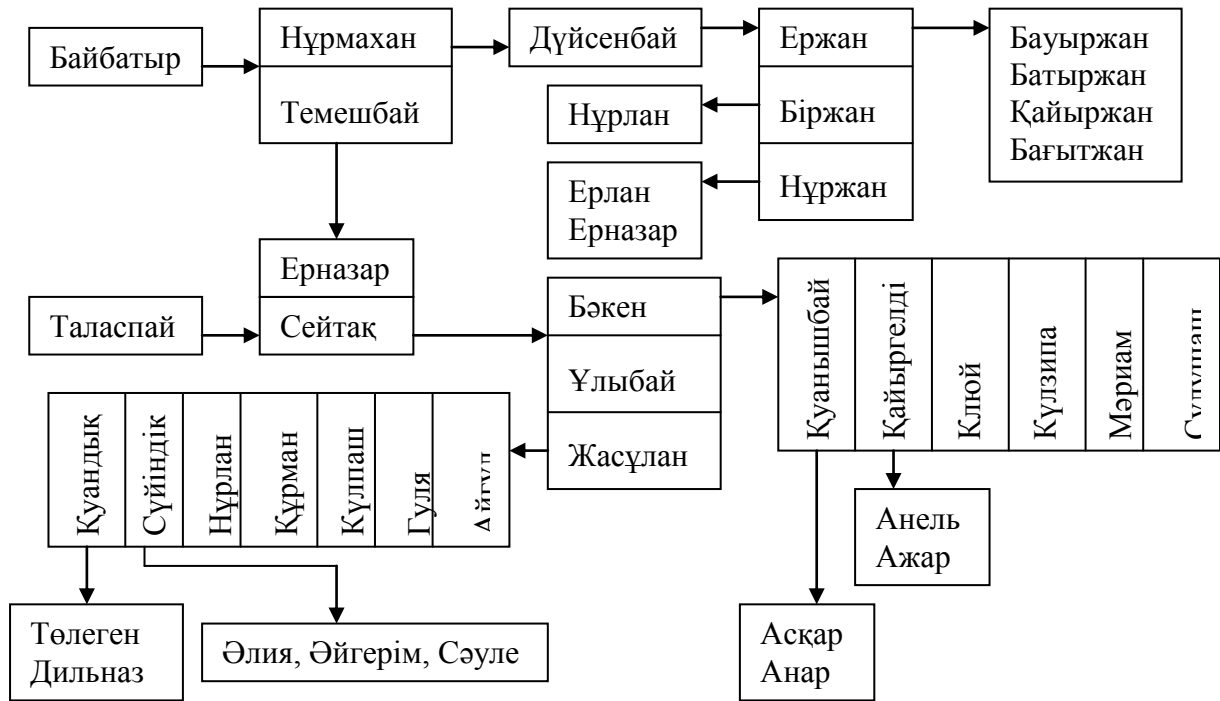 Байбатыр
Нұрмахан
Темешбай
Дүйсенбай
Ержан
Біржан
Нұржан
Бауыржан
Батыржан
Қайыржан
Бағытжан
Нұрлан
Ерлан
Ерназар
Таласпай
Ерназар
Сейтақ
Бәкен
Ұлыбай
Жасұлан
Қуанышбай
Қайыргелді
Клюй
Күлзипа
Мәриам
Қуандық
Сүйіндік
Нұрлан
Құрман
Күлпаш
Гуля
Анель
Ажар
Асқар
Анар
Төлеген
Дильназ
Әлия, Әйгерім, Сәуле